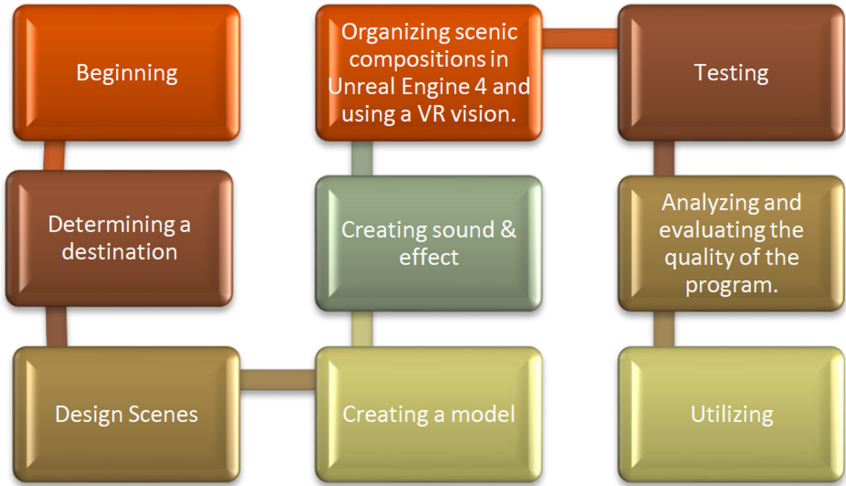 Beginning
Determining a
destination
Design Scenes
Creating a model
Creating sound &
effect
Organizing scenic
compositions in
Unreal Engine 4 and
using a VR vision.
Testing
Analyzing and
evaluating the
quality of the
program.
Utilizing